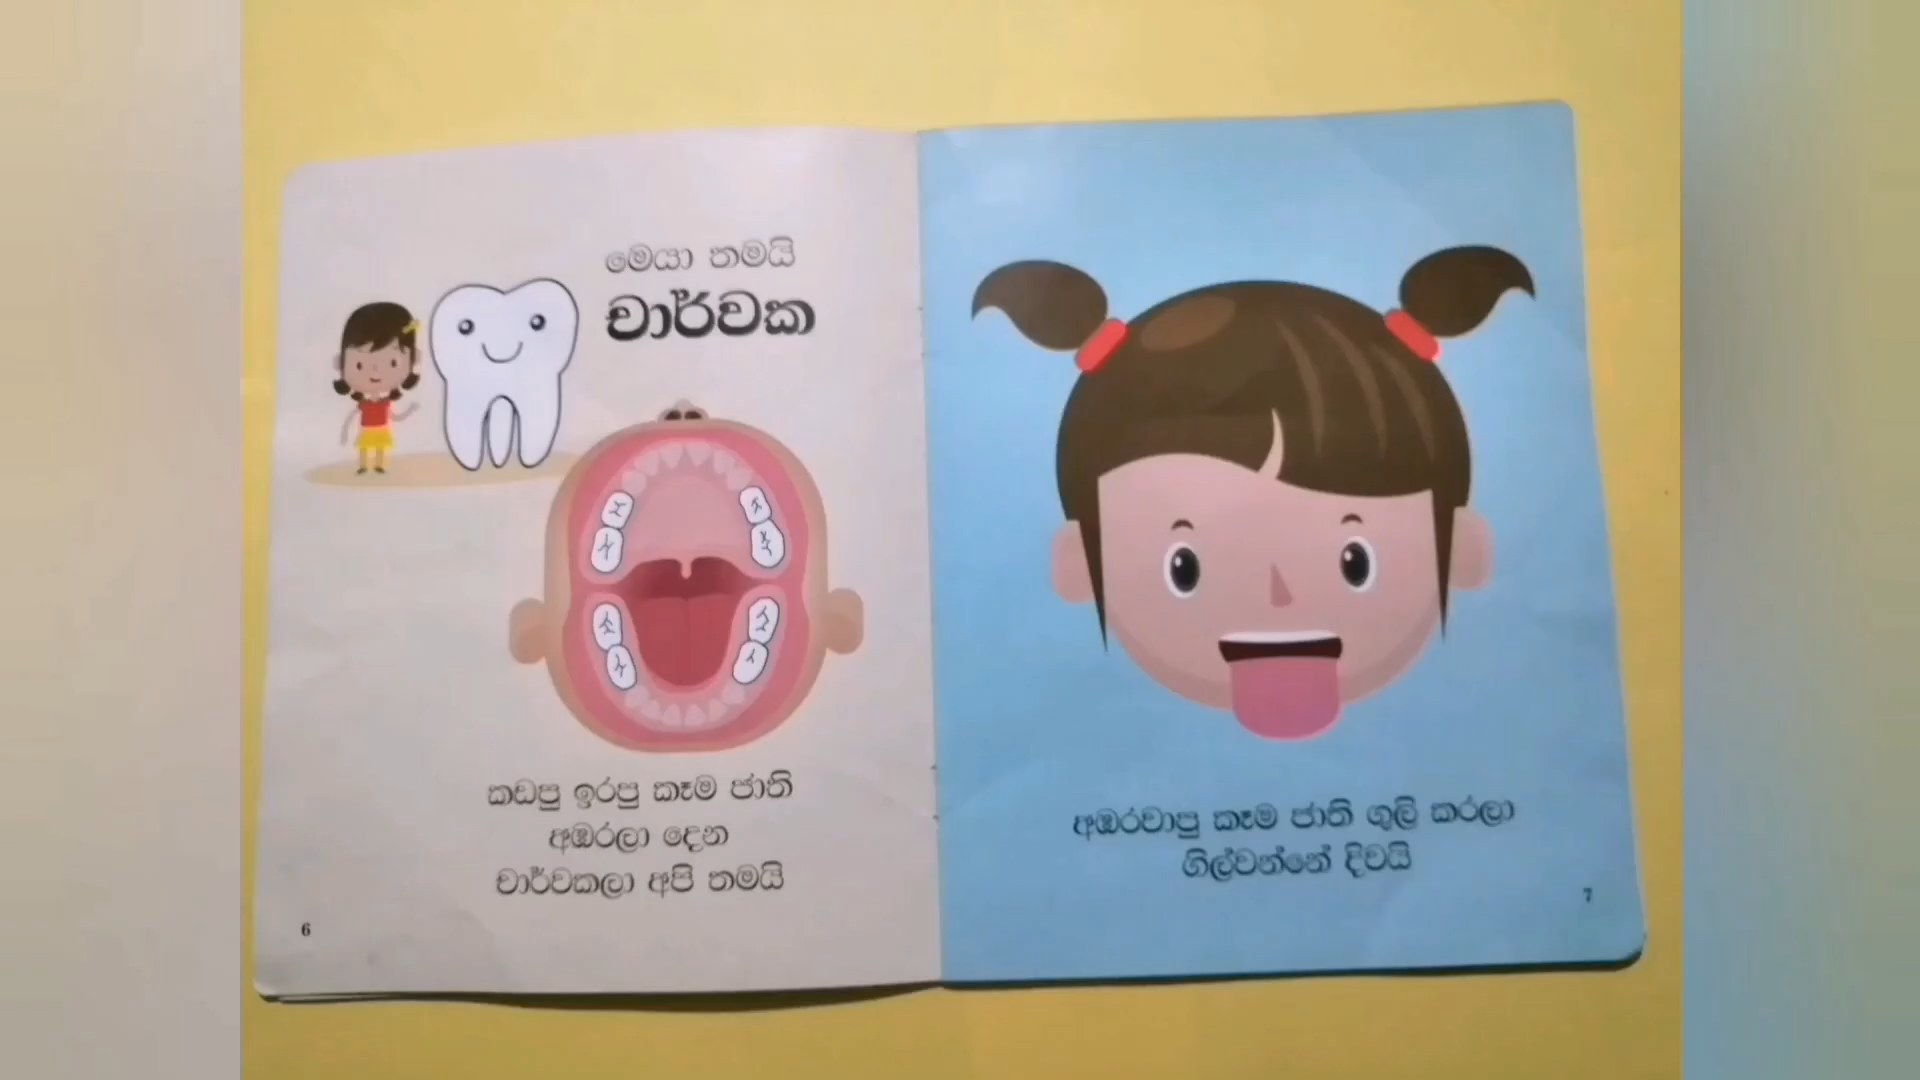 මෙයා තමයි
චාර්වක
කඩපු ඉරපු කෑම ජාති
අඹරලා දෙන
චාර්වකලා අපි තමයි
6
අඹරවාපු කෑම ජාති ගුලි කරලා
ගිල්වන්නේ දිවයි
7